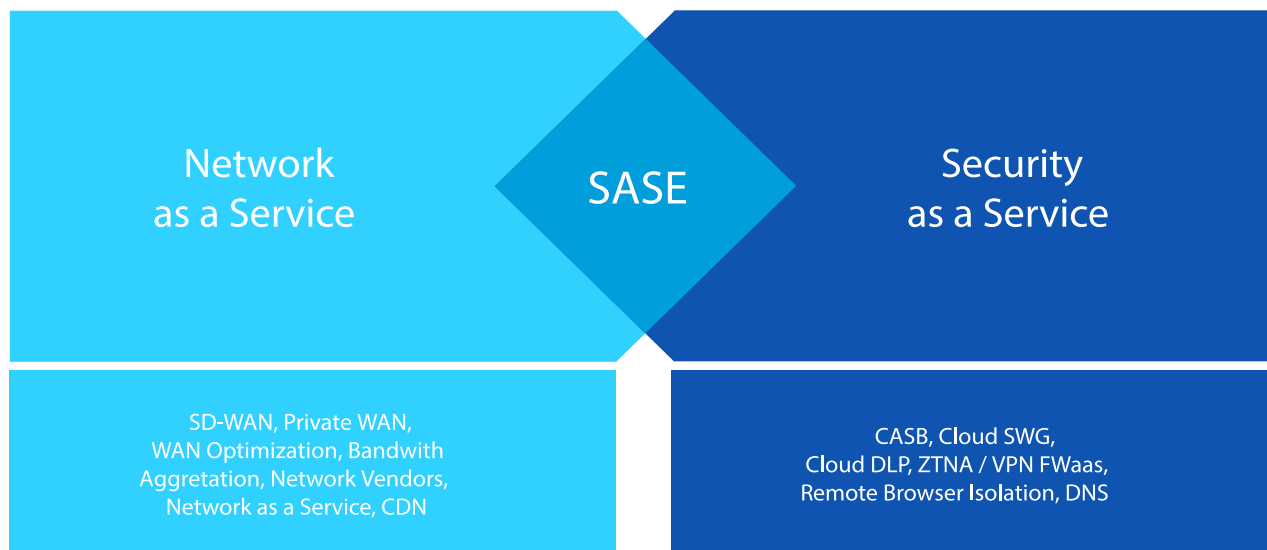 Network
as a Service
SASE
Security
as a Service
SD-WAN, Private WAN,
WAN Optimization, Bandwith
Aggretation, Network Vendors,
Network as a Service, CDN
CASB, Cloud SWG,
Cloud DLP, ZTNA / VPN FWaas,
Remote Browser Isolation, DNS